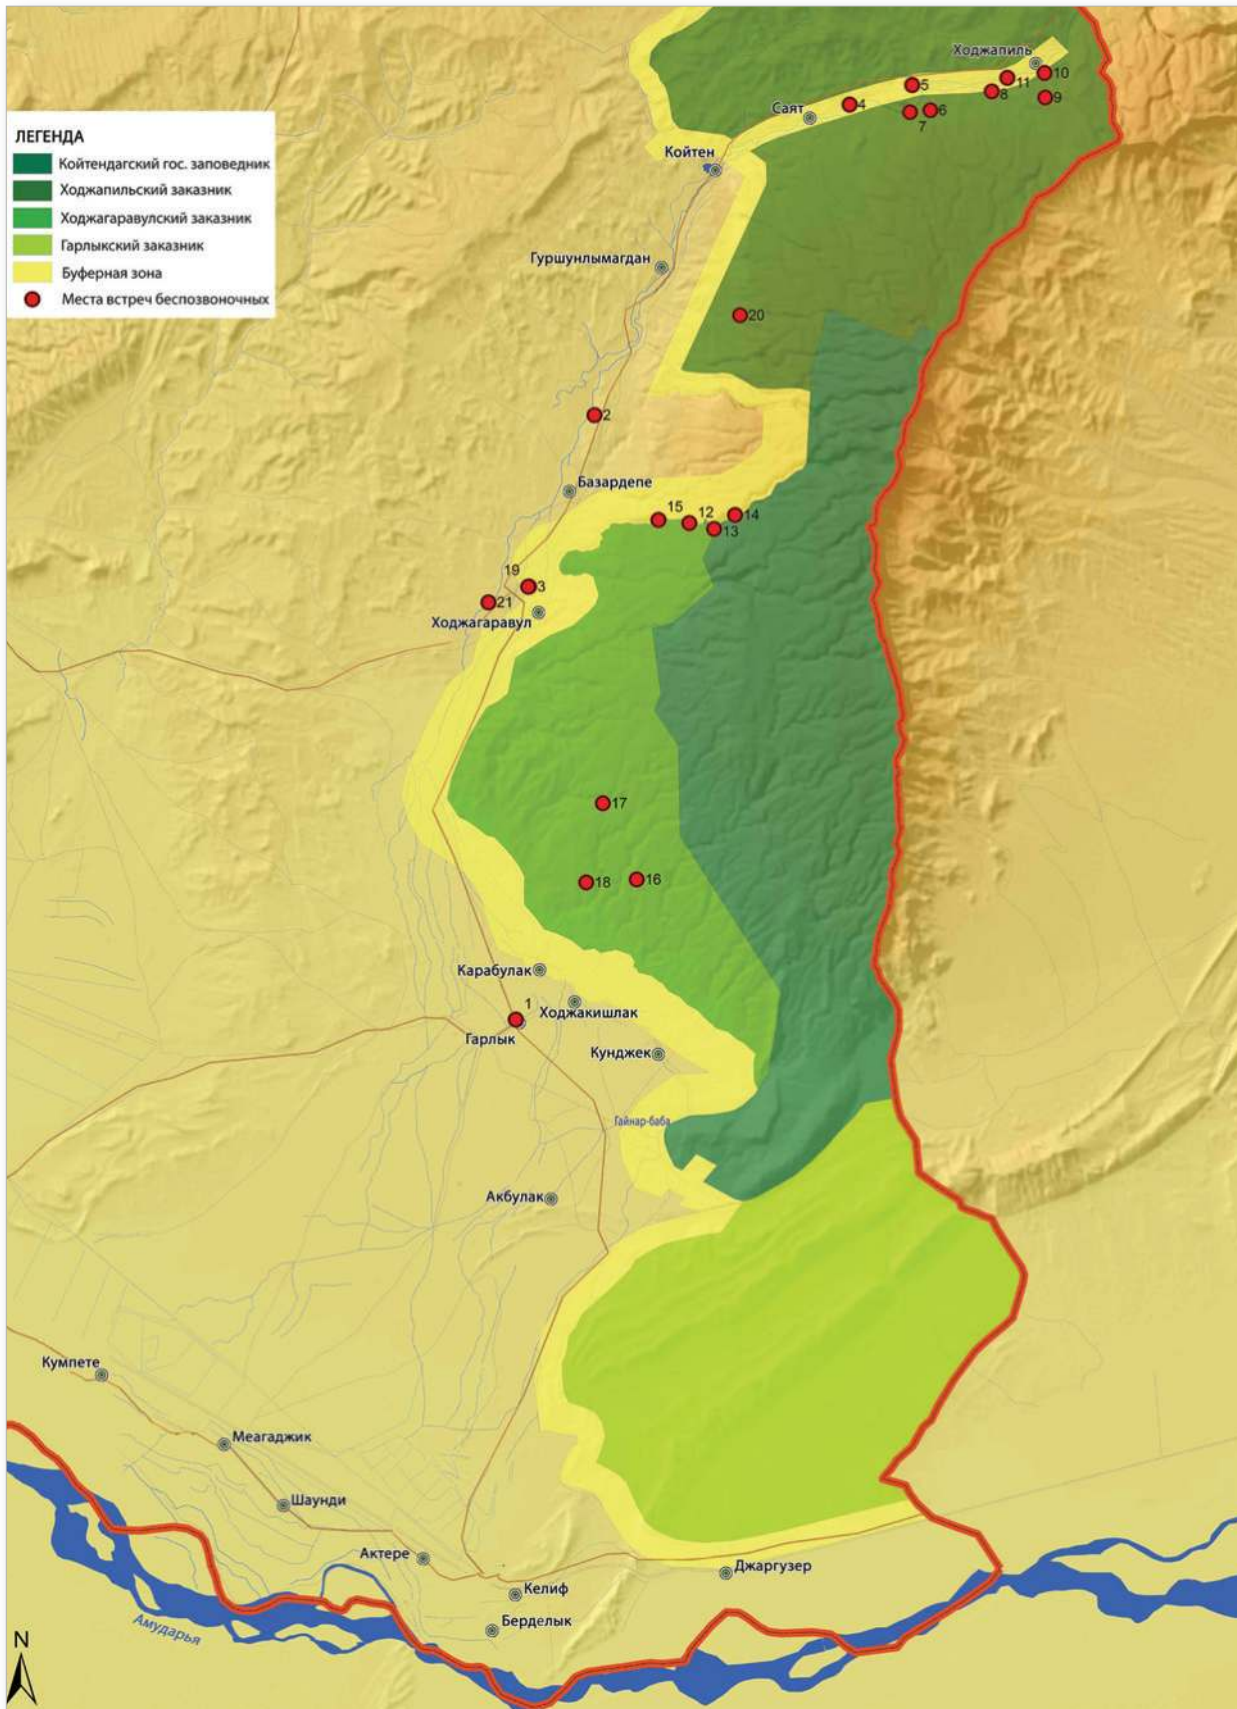 ЛЕГЕНДА
Койтендагский гос. заповедник
Ходжапильский заказник
Ходжагаравулский заказник
Гарлыкский заказник
Буферная зона
Места встреч беспозвоночных
Ходжапиль
10
11
5
8
9
4
6
7
Саят
Койтен
Гуршунлымагдан
20
2
Базардепе
15
12
14
13
19
3
21
Ходжагаравул
17
18
16
Карабулак
1
Ходжакишлак
Гарлык
Кунджек
Гайнар-баба
Акбулак
Кумпете
Меагаджик
Шаунди
Актере
Джаргузер
Келиф
Берделык
Амударья
N